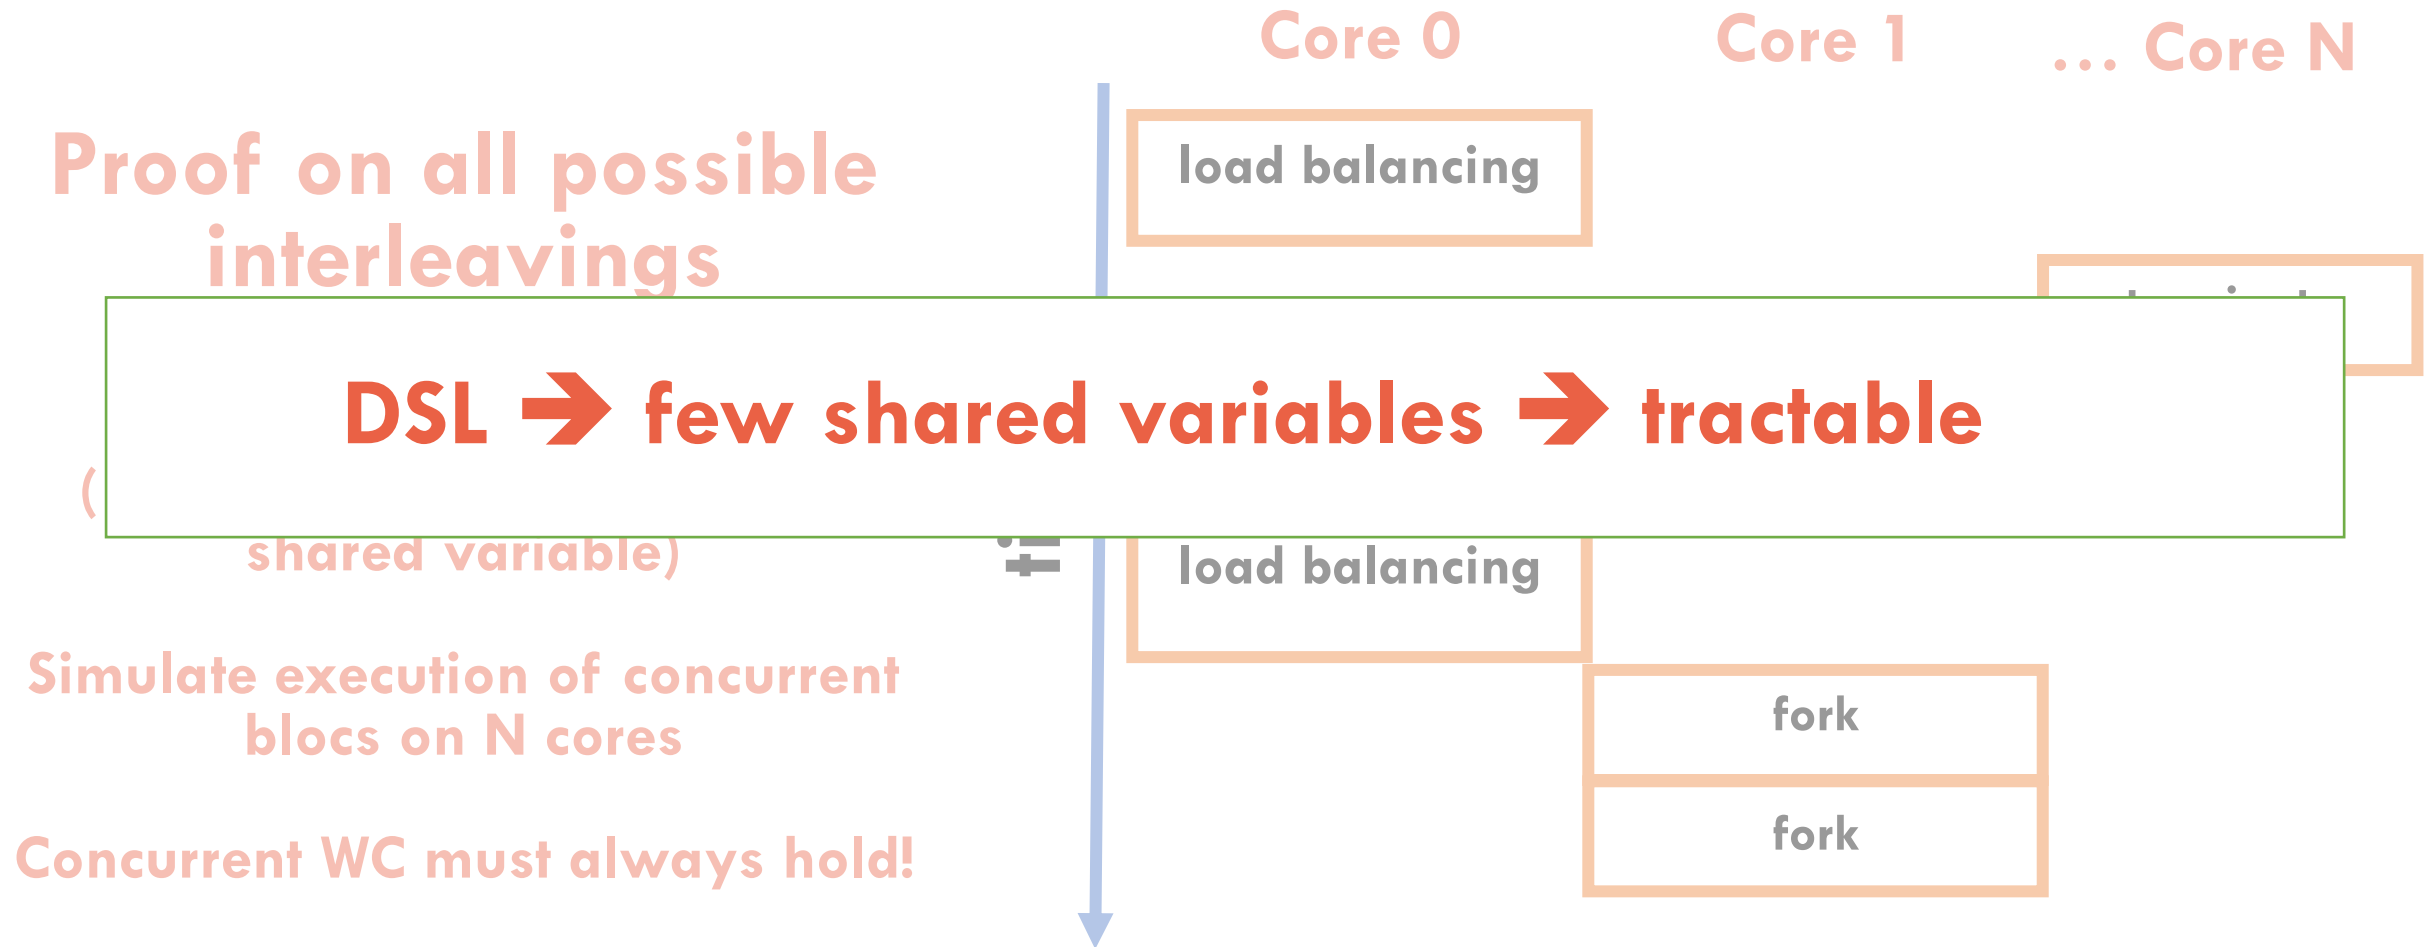 Core 0
Core 1
... Core N
Proof on all possible
interleavings
load balancing
DSL ➔ few shared variables ➔ tractable
(
shared variable)
load balancing
Simulate execution of concurrent
blocs on N cores
fork
fork
Concurrent WC must always hold!